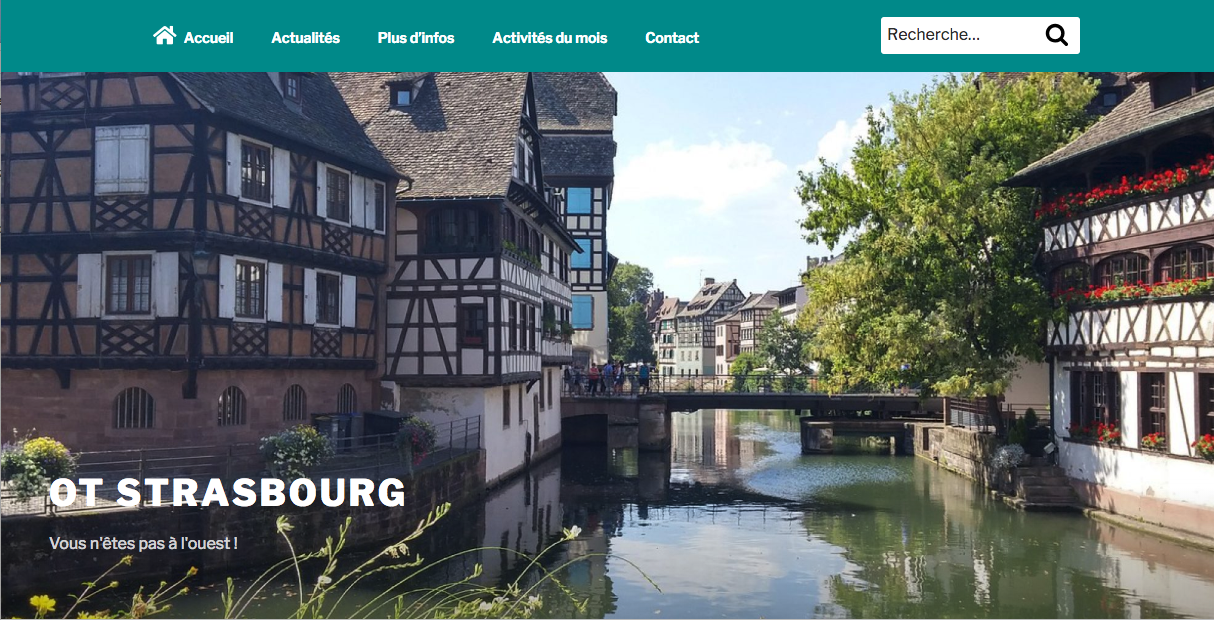 Accueil
Actualités
Plus d'infos
Activités du mois
Contact
Recherche...
OT STRASBOURG
Vous n'êtes pas à l'ouest !